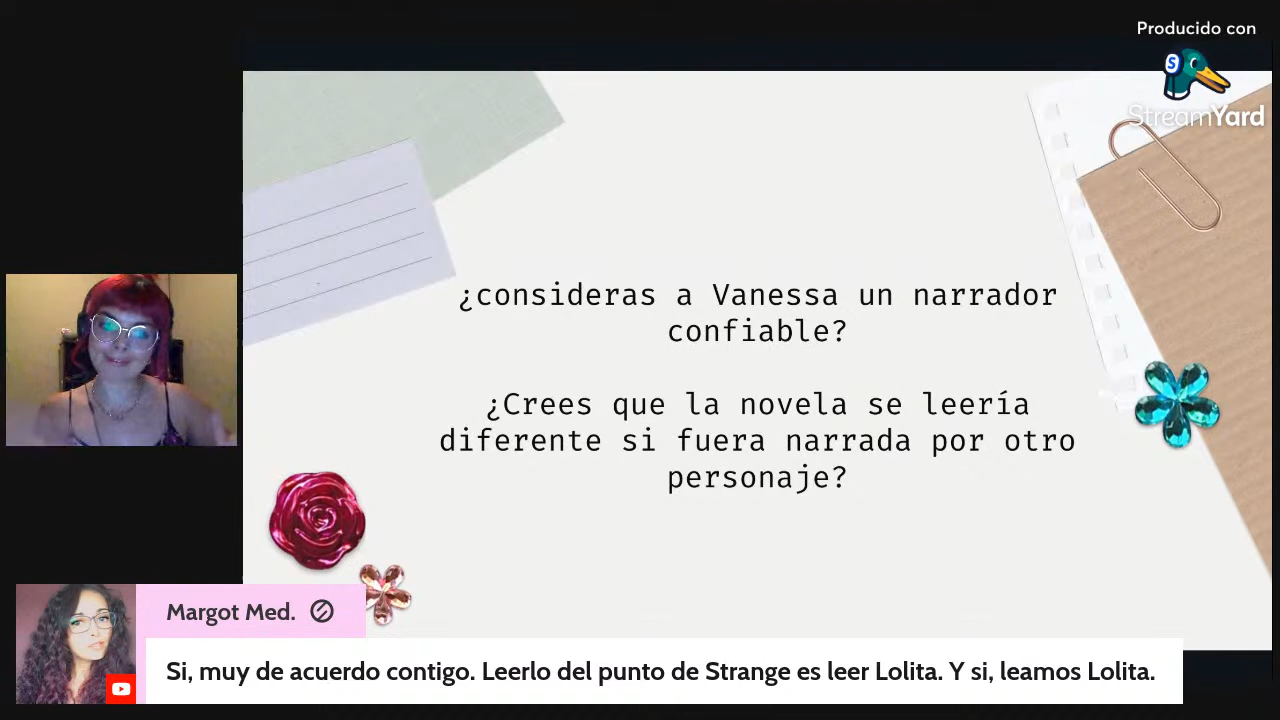 Producido con
StreamYard
¿consideras a Vanessa un narrador
confiable?
¿Crees que la novela se leería
diferente si fuera narrada por otro
personaje?
Margot Med.
Si, muy de acuerdo contigo. Leerlo del punto de Strange es leer Lolita. Y si, leamos Lolita.